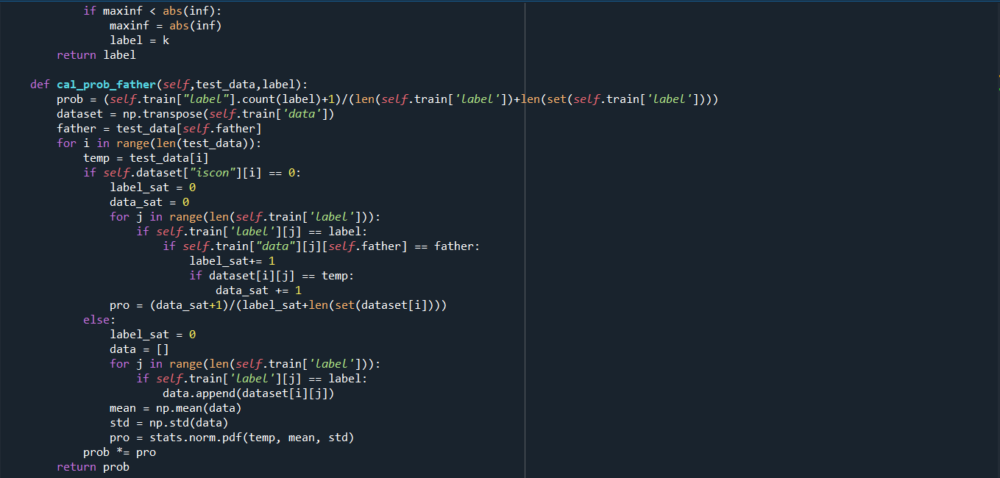 if maxinf < abs(inf):
                maxinf = abs(inf)
                label = k
        return label

    def cal_prob_father(self,test_data,label):
        prob = (self.train["label"].count(label)+1)/(len(self.train['label'])+len(set(self.train['label'])))
        dataset = np.transpose(self.train['data'])
        father = test_data[self.father]
        for i in range(len(test_data)):
            temp = test_data[i]
            if self.dataset["iscon"][i] == 0:
                label_sat = 0
                data_sat = 0
                for j in range(len(self.train['label'])):
                    if self.train['label'][j] == label:
                        if self.train["data"][j][self.father] == father:
                            label_sat+= 1
                            if dataset[i][j] == temp:
                                data_sat += 1
                pro = (data_sat+1)/(label_sat+len(set(dataset[i])))
            else:
                label_sat = 0
                data = []
                for j in range(len(self.train['label'])):
                    if self.train['label'][j] == label:
                        data.append(dataset[i][j])
                mean = np.mean(data)
                std = np.std(data)
                pro = stats.norm.pdf(temp, mean, std)
            prob *= pro
        return prob